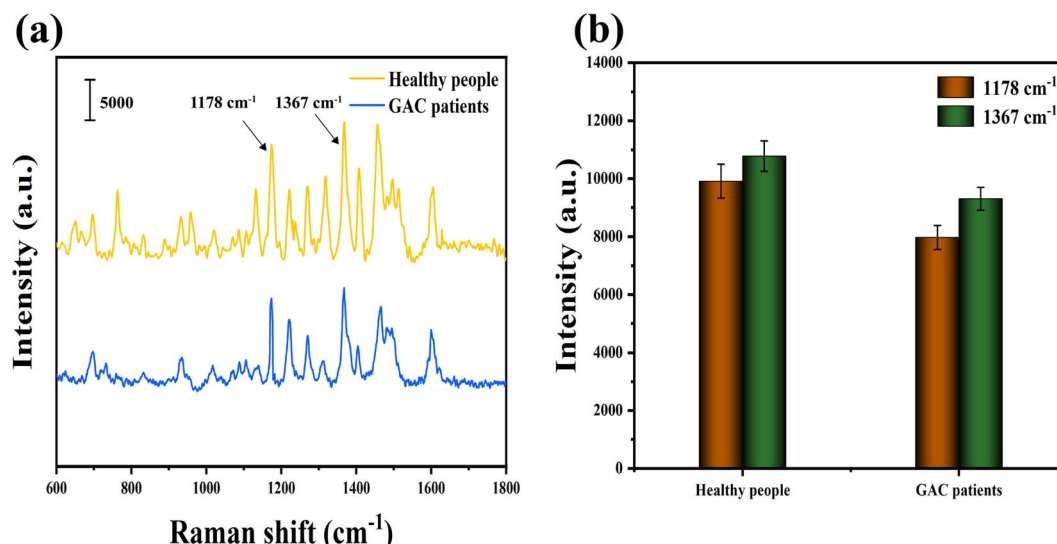 (a)
5000
1178 cm⁻¹
1367 cm⁻¹
Healthy people
GAC patients
Intensity (a.u.)
600 800 1000 1200 1400 1600 1800
Raman shift (cm⁻¹)
(b)
14000
12000
10000
8000
6000
4000
2000
0
1178 cm⁻¹
1367 cm⁻¹
Intensity (a.u.)
Healthy people GAC patients